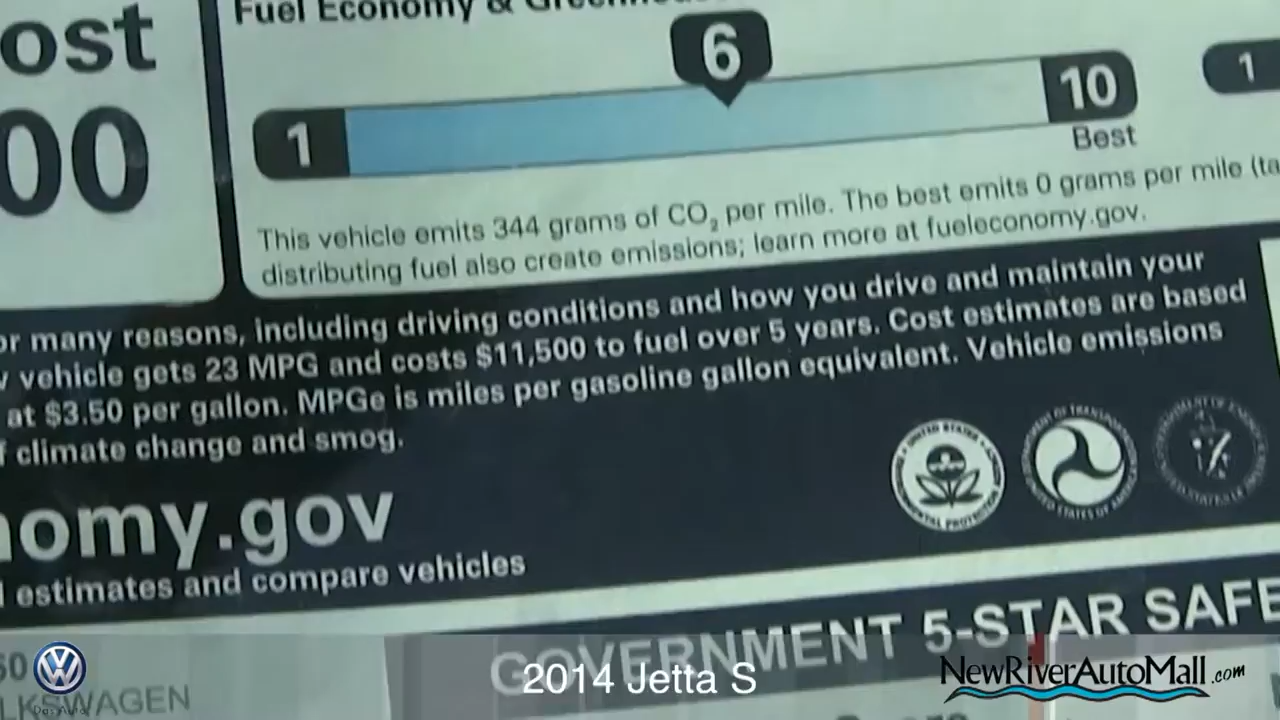 Fuel Economy &
ost
6
1
10
1
Best
00
This vehicle emits 344 grams of CO₂ per mile. The best emits 0 grams per mile (ta
distributing fuel also create emissions; learn more at fueleconomy.gov.
or many reasons, including driving conditions and how you drive and maintain your
vehicle gets 23 MPG and costs $11,500 to fuel over 5 years. Cost estimates are based
at $3.50 per gallon. MPGe is miles per gasoline gallon equivalent. Vehicle emissions
climate change and smog.
nomy.gov
estimates and compare vehicles
GOVERNMENT 5-STAR SAFE
2014 Jetta S
NewRiverAutoMall.com
LKSWAGEN